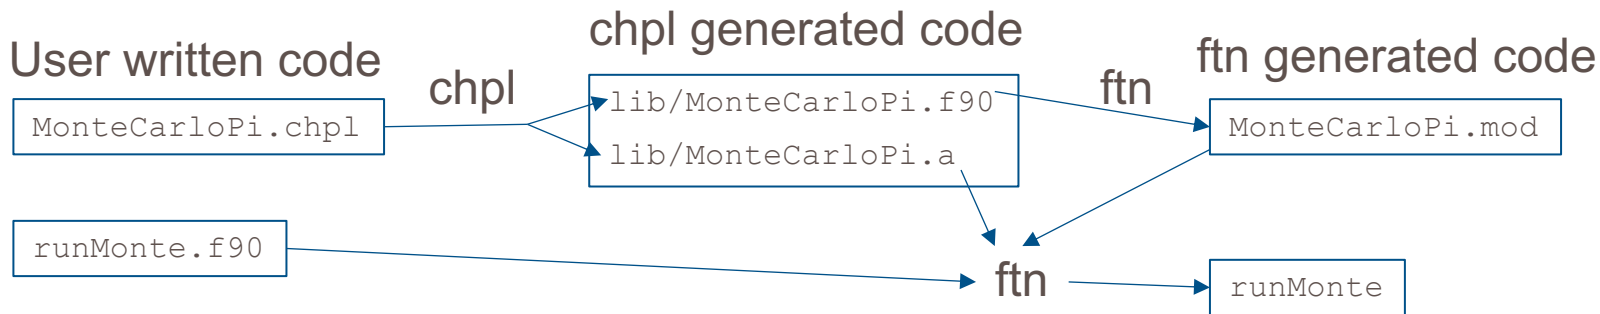 User written code
chpl
chpl generated code
ftn
ftn generated code
MonteCarloPi.chpl
lib/MonteCarloPi.f90
lib/MonteCarloPi.a
MonteCarloPi.mod
runMonte.f90
ftn
runMonte